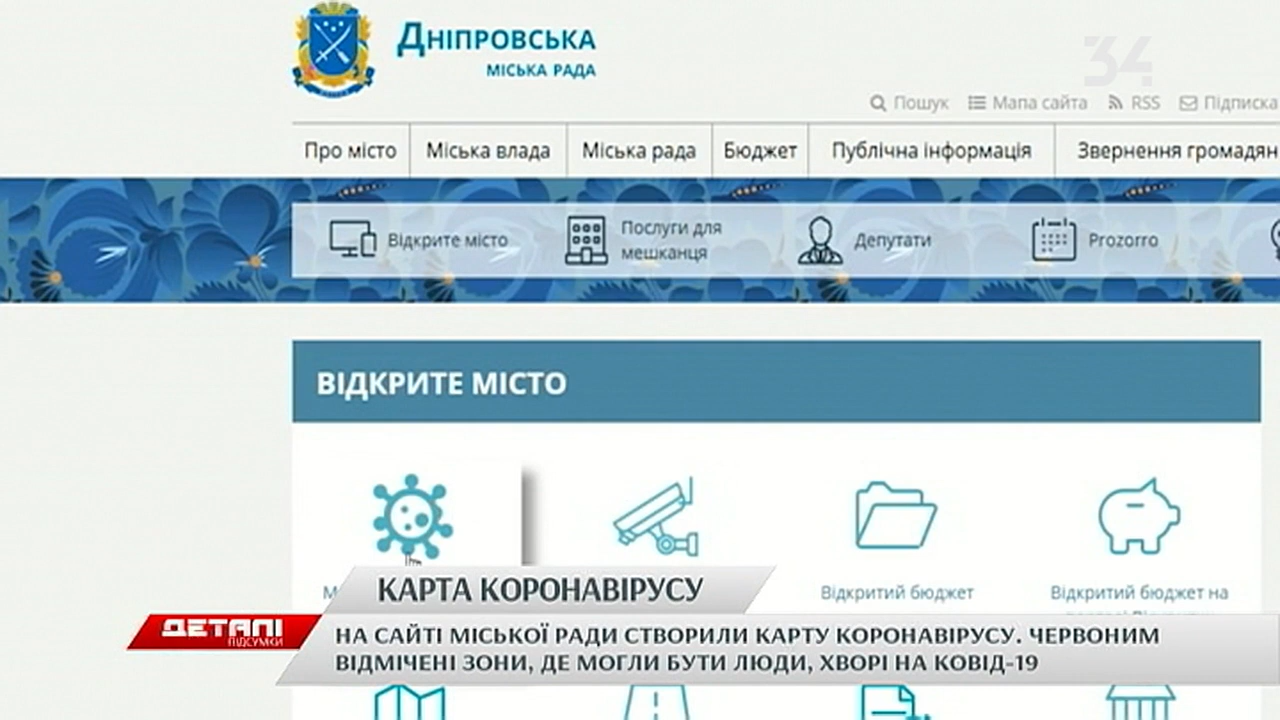 ДНІПРОВСЬКА
МІСЬКА РАДА
34
Пошук
Мапа сайта
RSS
Підписка
Про місто
Міська влада
Міська рада
Бюджет
Публічна інформація
Звернення громадян
Відкрите місто
Послуги для
мешканця
Депутати
Prozorro
ВІДКРИТЕ МІСТО
Відкритий бюджет
Відкритий бюджет на
КАРТА КОРОНАВІРУСУ
ДЕТАЛІ
ПІДСУМКИ
НА САЙТІ МІСЬКОЇ РАДИ СТВОРИЛИ КАРТУ КОРОНАВІРУСУ. ЧЕРВОНИМ
ВІДМІЧЕНІ ЗОНИ, ДЕ МОГЛИ БУТИ ЛЮДИ, ХВОРІ НА КОВІД-19